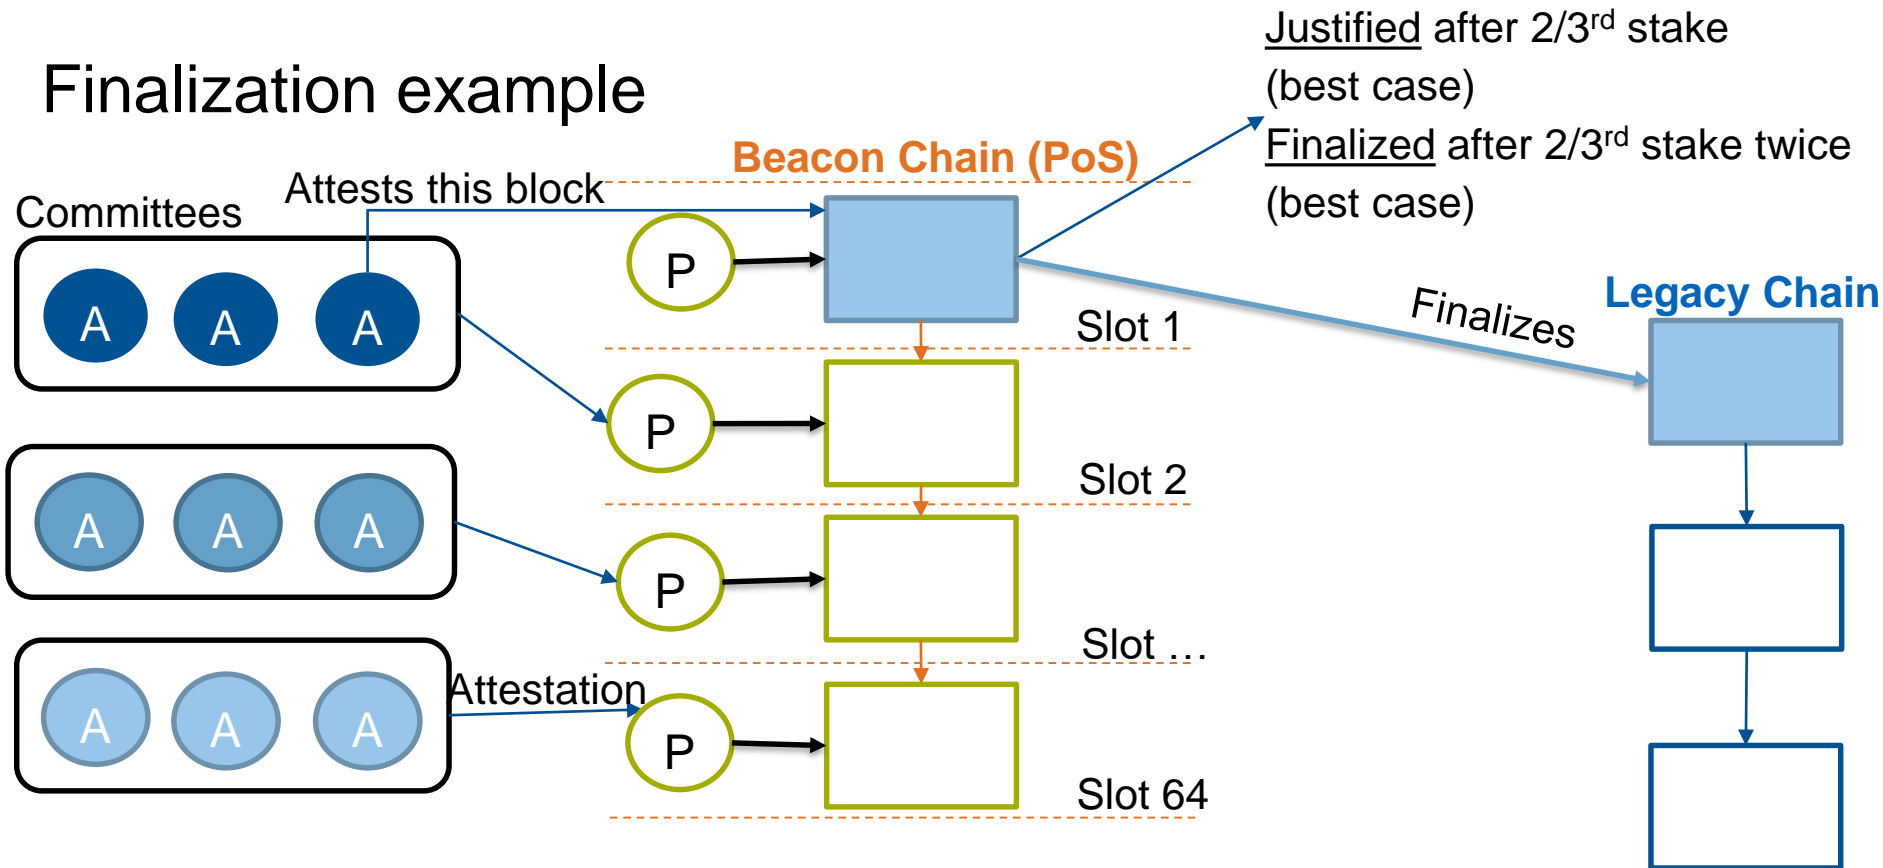 Finalization example
Justified after 2/3rd stake
(best case)
Finalized after 2/3rd stake twice
(best case)
Beacon Chain (PoS)
Attests this block
Committees
A A A
P
Slot 1
Finalizes
Legacy Chain
P
Slot 2
A A A
P
Slot …
A A A
Attestation
P
Slot 64